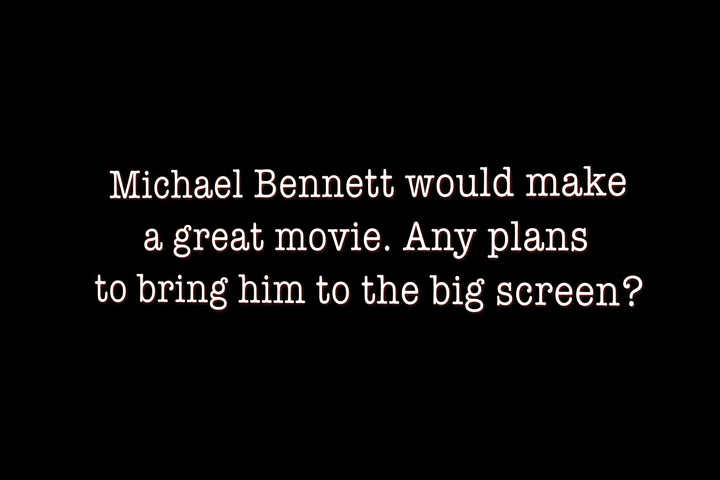 Michael Bennett would make
a great movie. Any plans
to bring him to the big screen?